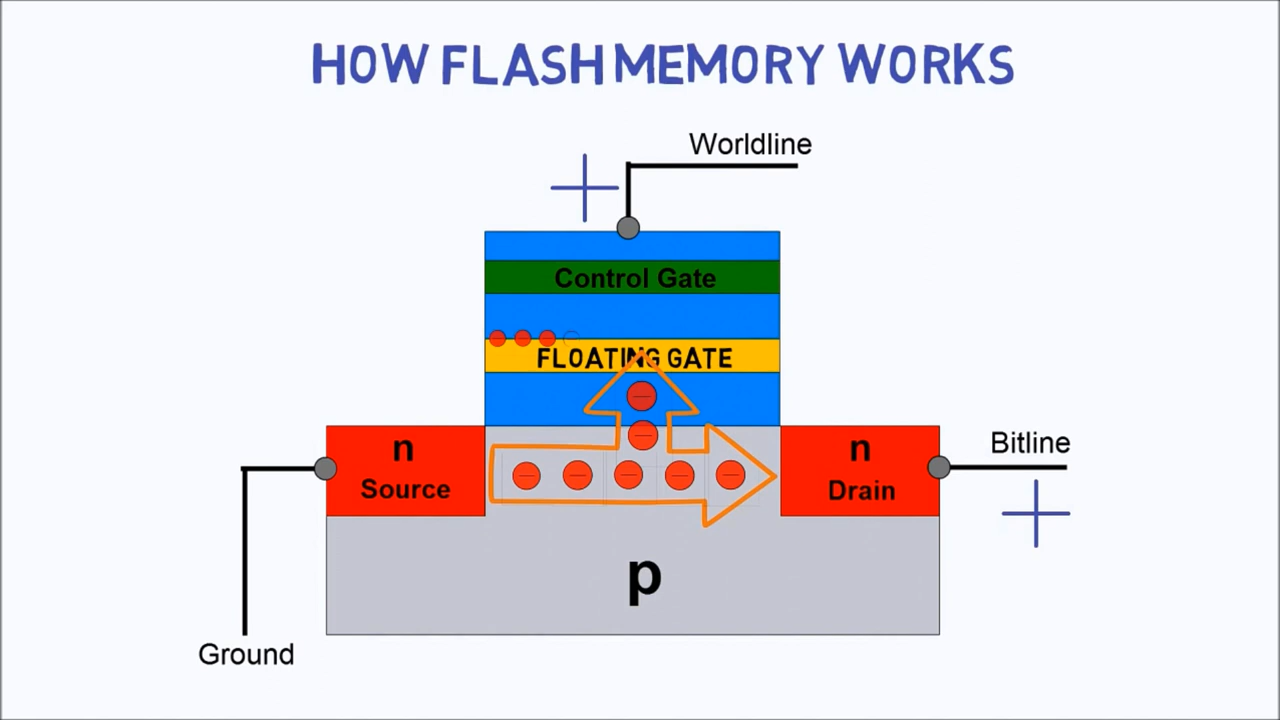 HOW FLASH MEMORY WORKS
Worldline
Control Gate
FLOATING GATE
n
Source
n
Drain
Bitline
p
Ground